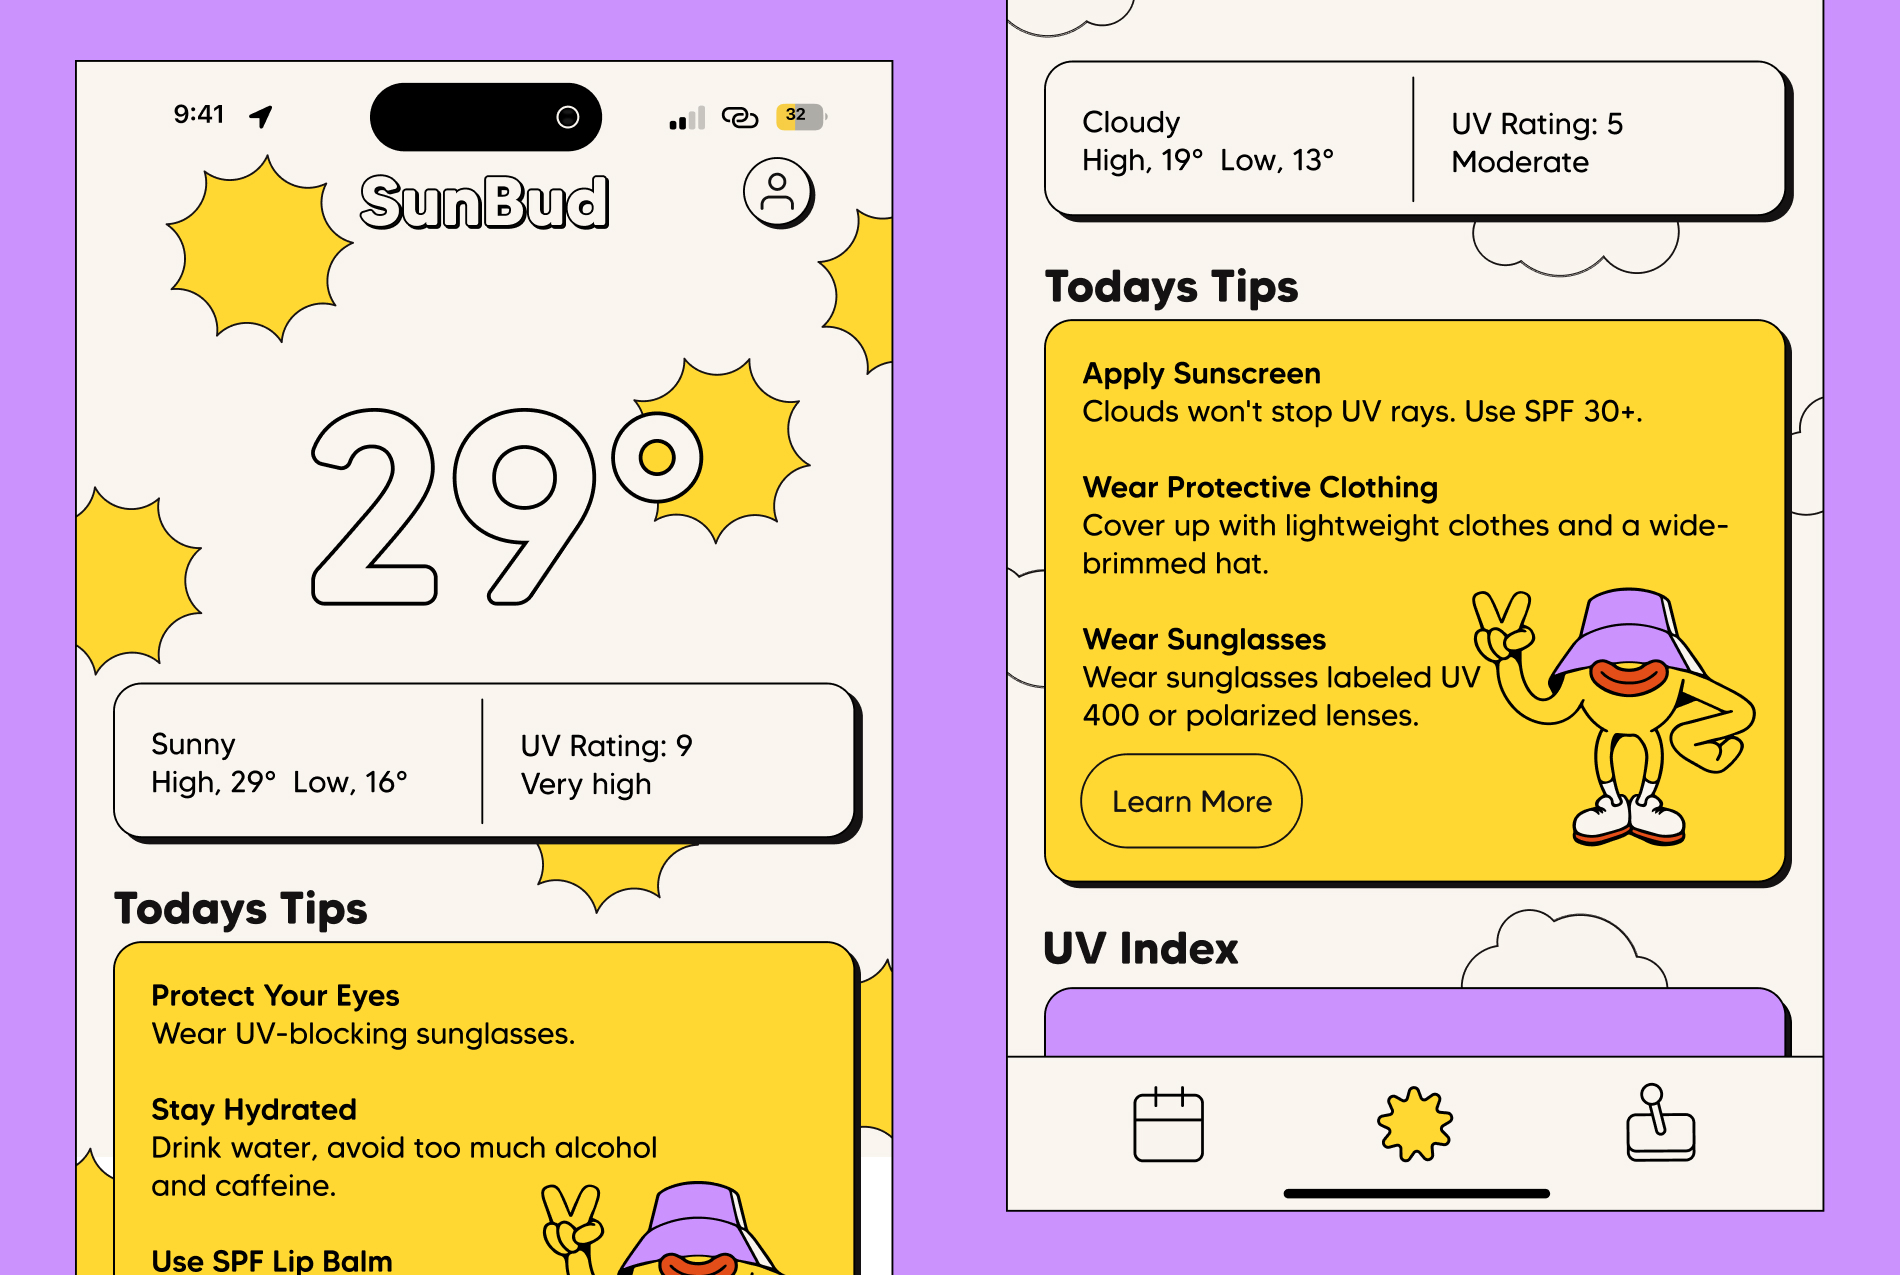 9:41
32
SunBud
29°
Sunny
High, 29° Low, 16°
UV Rating: 9
Very high
Todays Tips
Protect Your Eyes
Wear UV-blocking sunglasses.
Stay Hydrated
Drink water, avoid too much alcohol
and caffeine.
Use SPF Lip Balm
Cloudy
High, 19° Low, 13°
UV Rating: 5
Moderate
Todays Tips
Apply Sunscreen
Clouds won't stop UV rays. Use SPF 30+.
Wear Protective Clothing
Cover up with lightweight clothes and a wide-
brimmed hat.
Wear Sunglasses
Wear sunglasses labeled UV
400 or polarized lenses.
Learn More
UV Index